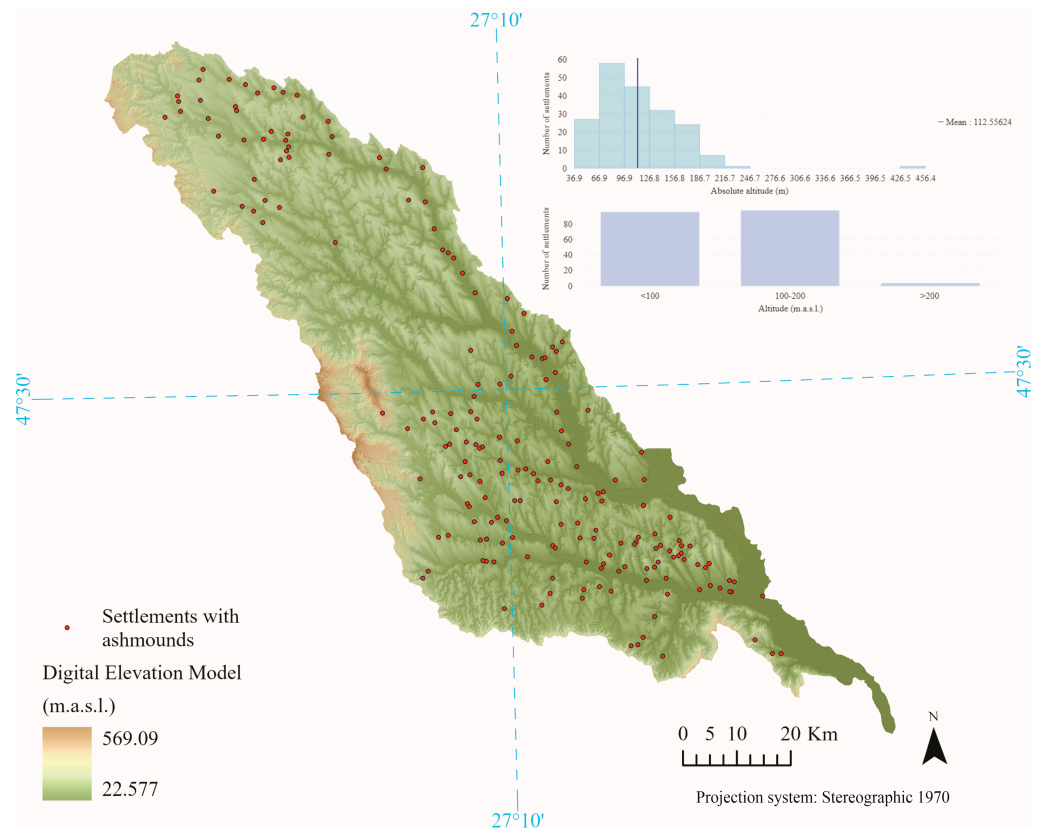 27°10'
60
50
40
30
20
10
0
Number of settlements
Mean : 112.55624
36.9 66.9 96.9 126.8 156.8 186.7 216.7 246.7 276.6 306.6 336.6 366.5 396.5 426.5 456.4
Absolute altitude (m)
80
60
40
20
0
Number of settlements
<100 100-200 >200
Altitude (m.a.s.l.)
47°30'
47°30'
Settlements with
ashmounds
Digital Elevation Model
(m.a.s.l.)
569.09
22.577
N
0 5 10 20 Km
Projection system: Stereographic 1970
27°10'